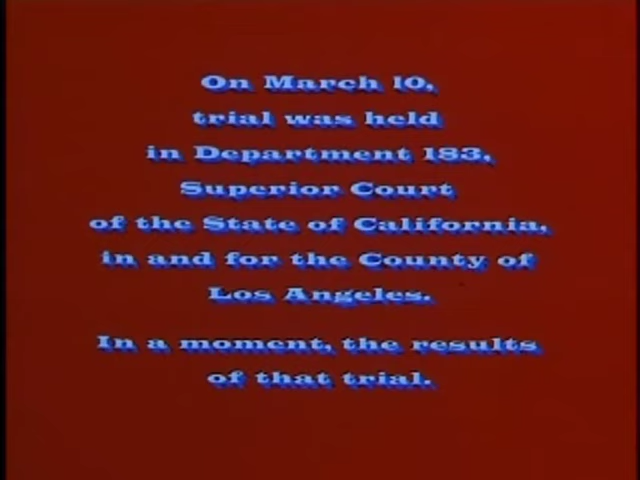 On March 10,
trial was held
in Department 183,
Superior Court
of the State of California,
in and for the County of
Los Angeles.
In a moment, the results
of that trial.